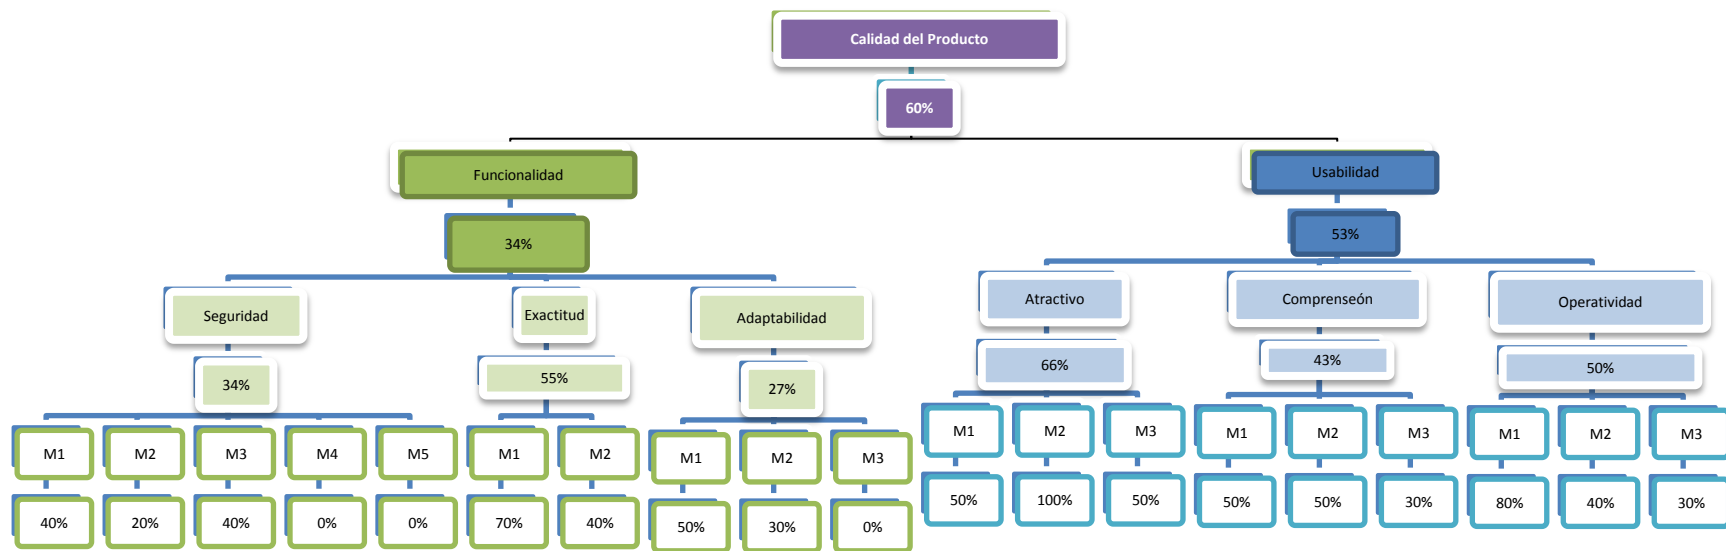 Calidad del Producto
60%
Funcionalidad
Usabilidad
34%
53%
Seguridad
Exactitud
Adaptabilidad
Atractivo
Comprenseón
Operatividad
34%
55%
27%
66%
43%
50%
M1 M2 M3 M4 M5 M1 M2 M1 M2 M3 M1 M2 M3 M1 M2 M3 M1 M2 M3
40% 20% 40% 0% 0% 70% 40% 50% 30% 0% 50% 100% 50% 50% 50% 30% 80% 40% 30%